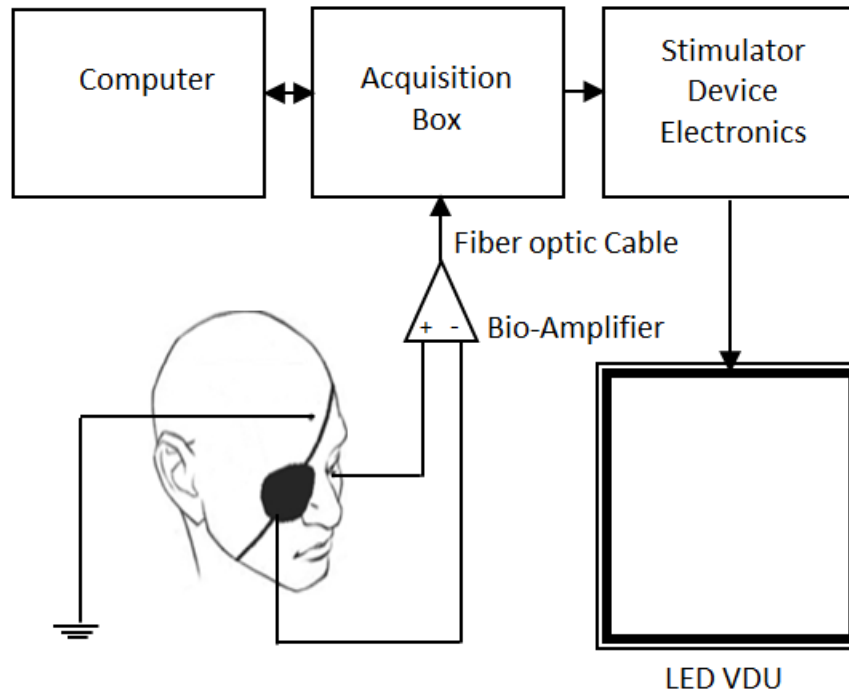 Computer
Acquisition
Box
Stimulator
Device
Electronics
Fiber optic Cable
+ -
Bio-Amplifier
LED VDU